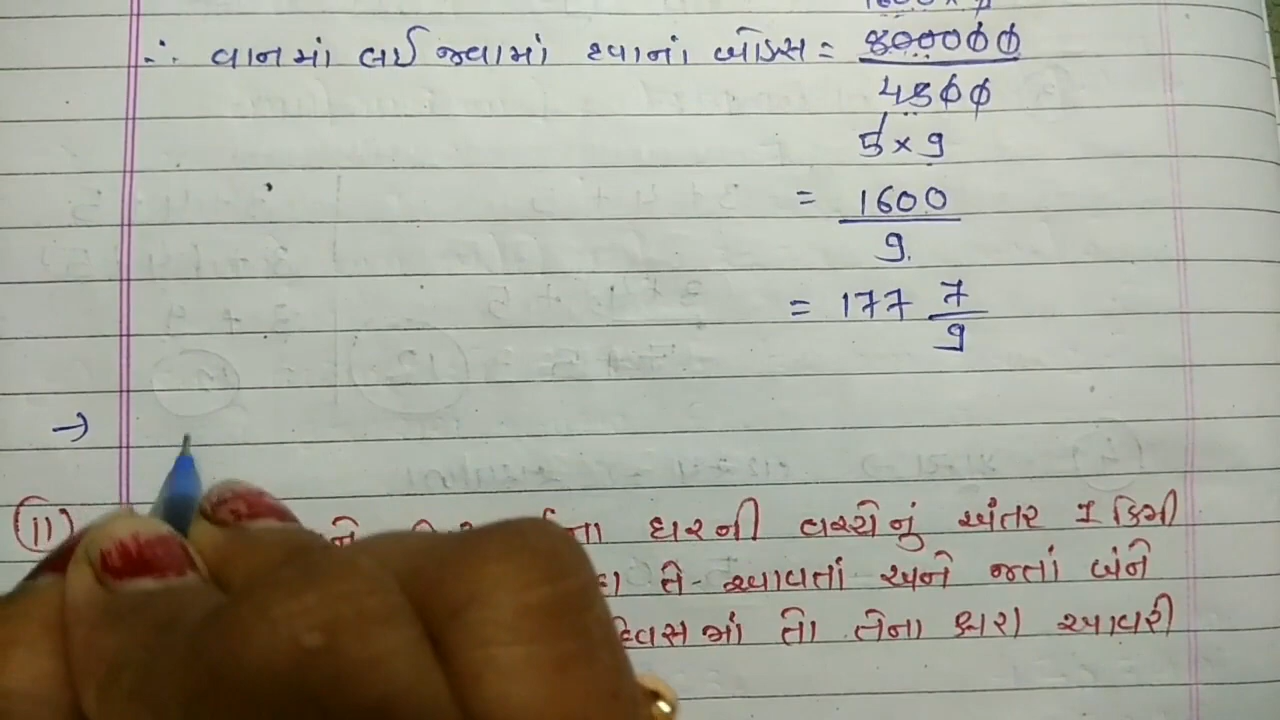 ∴ વાનમાં લઈ જવામાં થવાનાં બોક્સ = 800000
4500
5 x 9
= 1600
9
= 177 7
9
→
(11) ઘરની વચ્ચેનું અંતર 1 કિમી
તે આવતાં અને જતાં બંને
દિવસમાં તો તેના દ્વારા આવરી